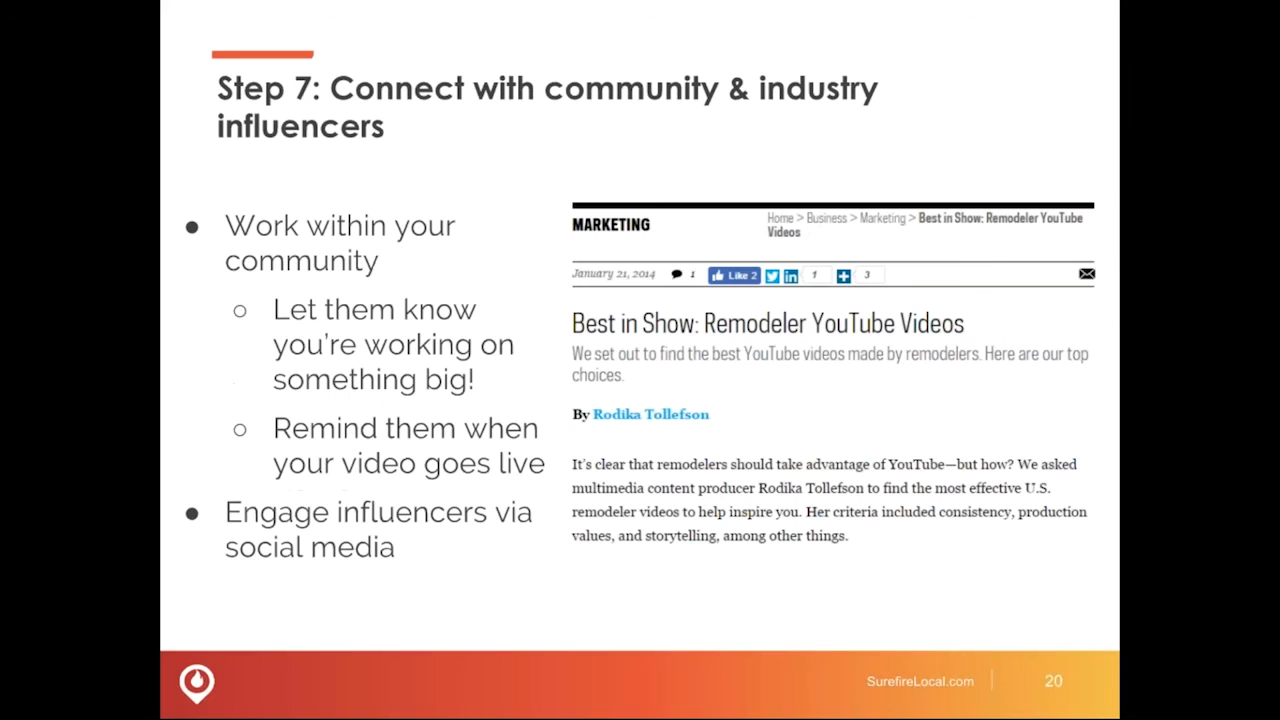 Step 7: Connect with community & industry
influencers
● Work within your
community
○ Let them know
you're working on
something big!
○ Remind them when
your video goes live
● Engage influencers via
social media
MARKETING
Home > Business > Marketing > Best in Show: Remodeler YouTube
Videos
January 21, 2014 1 Like 2 1 3
Best in Show: Remodeler YouTube Videos
We set out to find the best YouTube videos made by remodelers. Here are our top
choices.
By Rodika Tollefson
It's clear that remodelers should take advantage of YouTube—but how? We asked
multimedia content producer Rodika Tollefson to find the most effective U.S.
remodeler videos to help inspire you. Her criteria included consistency, production
values, and storytelling, among other things.
SurefireLocal.com 20